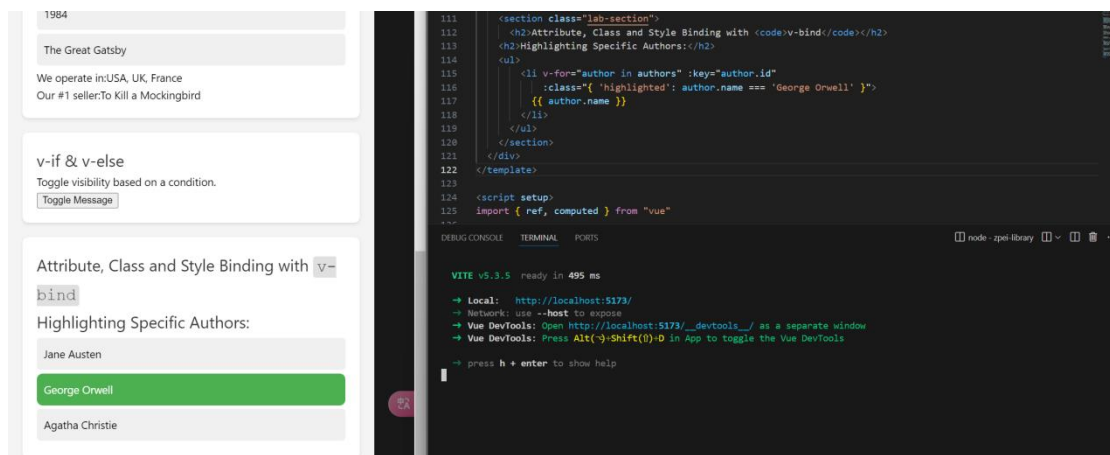 1984
The Great Gatsby
We operate in:USA, UK, France
Our #1 seller:To Kill a Mockingbird
v-if & v-else
Toggle visibility based on a condition.
Toggle Message
Attribute, Class and Style Binding with v-
bind
Highlighting Specific Authors:
Jane Austen
George Orwell
Agatha Christie
111 <section class="lab-section">
112 <h2>Attribute, Class and Style Binding with <code>v-bind</code></h2>
113 <h2>Highlighting Specific Authors:</h2>
114 <ul>
115 <li v-for="author in authors" :key="author.id"
116 :class="{ 'highlighted': author.name === 'George Orwell' }">
117 {{ author.name }}
118 </li>
119 </ul>
120 </section>
121 </div>
122 </template>
123
124 <script setup>
125 import { ref, computed } from "vue"
DEBUG CONSOLE TERMINAL PORTS node - zpei-library
VITE v5.3.5 ready in 495 ms
→ Local: http://localhost:5173/
→ Network: use --host to expose
→ Vue DevTools: Open http://localhost:5173/__devtools__/ as a separate window
→ Vue DevTools: Press Alt(⌥)+Shift(⇧)+D in App to toggle the Vue DevTools
→ press h + enter to show help